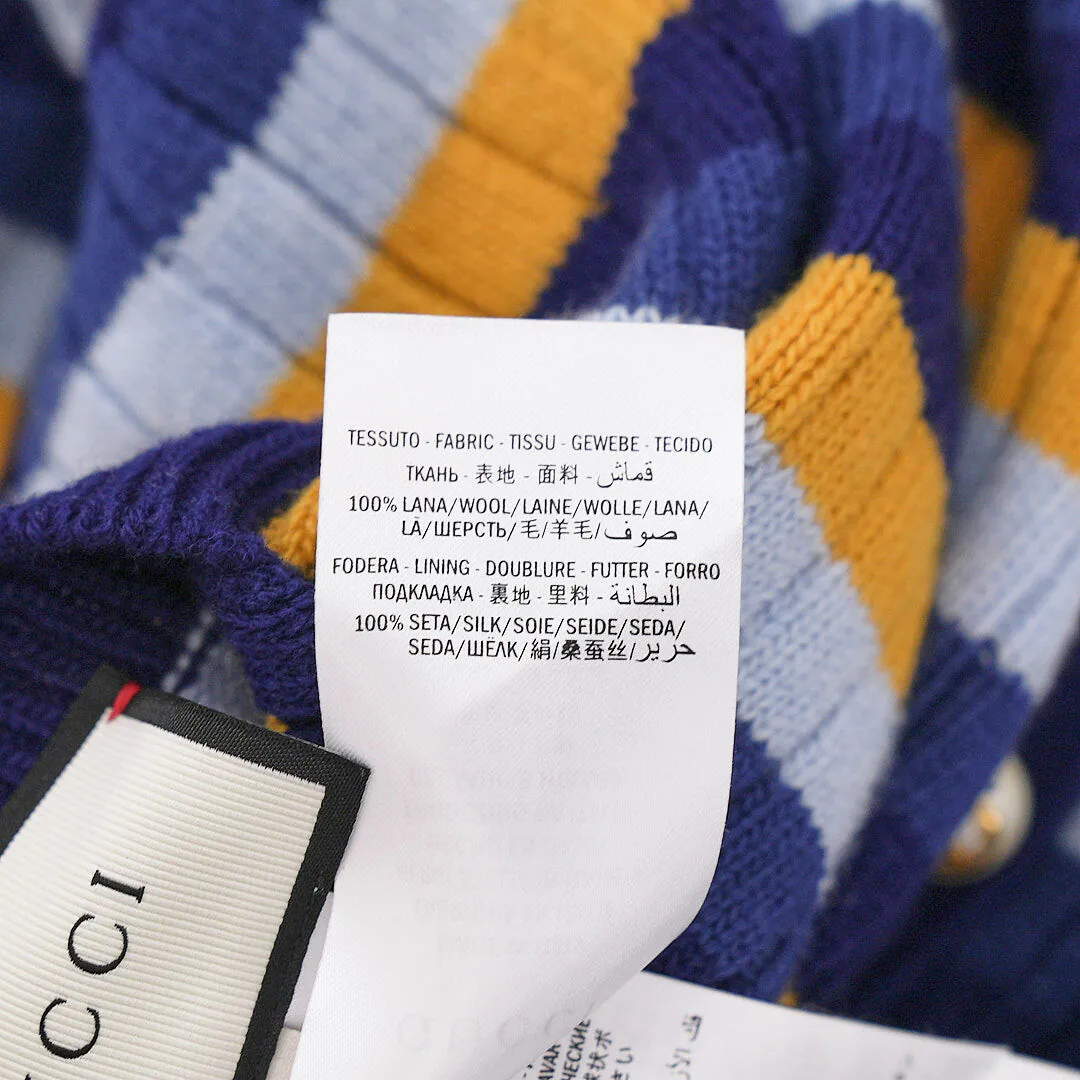 TESSUTO - FABRIC - TISSU - GEWEBE - TECIDO
ТКАНЬ - 表地 - 面料 - قماش
100% LANA/WOOL/LAINE/WOLLE/LANA/
LÃ/ШЕРСТЬ/毛/羊毛/صوف
FODERA - LINING - DOUBLURE - FUTTER - FORRO
ПОДКЛАДКА - 裏地 - 里料 - البطانة
100% SETA/SILK/SOIE/SEIDE/SEDA/
SEDA/ШЁЛК/絹/桑蚕丝/حرير
CCI